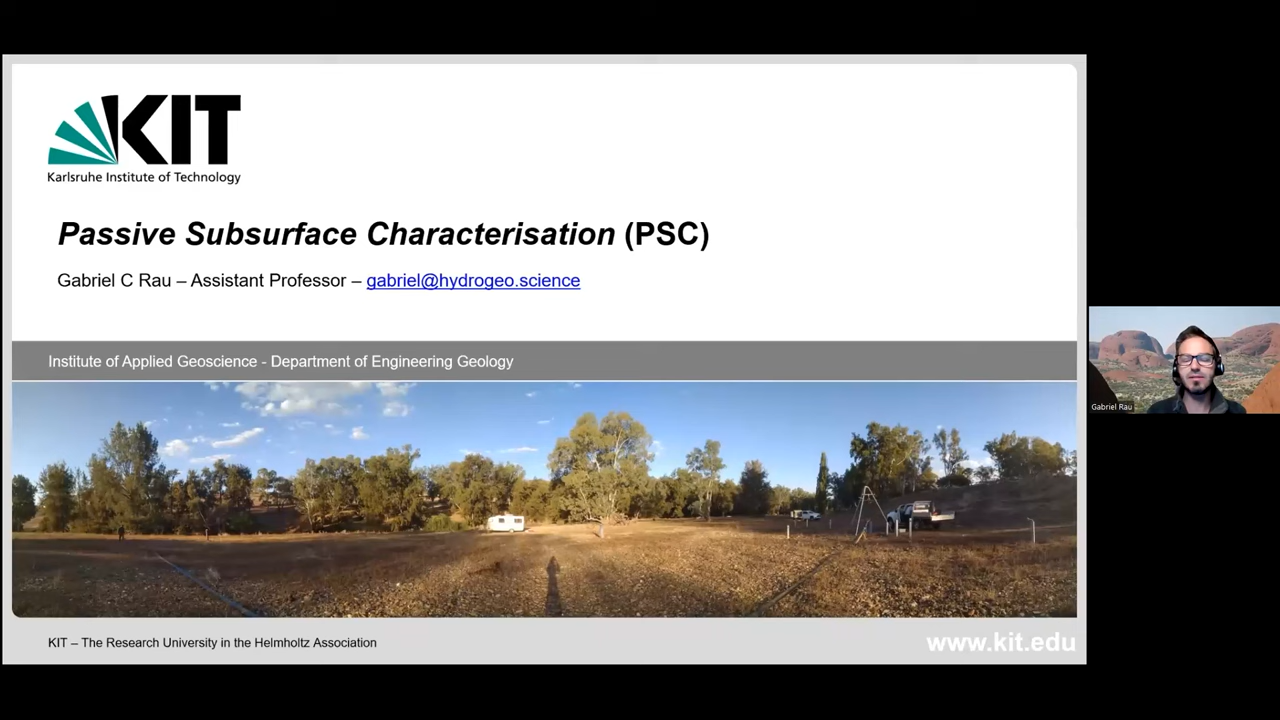 KIT
Karlsruhe Institute of Technology
Passive Subsurface Characterisation (PSC)
Gabriel C Rau – Assistant Professor – gabriel@hydrogeo.science
Institute of Applied Geoscience - Department of Engineering Geology
Gabriel Rau
KIT – The Research University in the Helmholtz Association
www.kit.edu